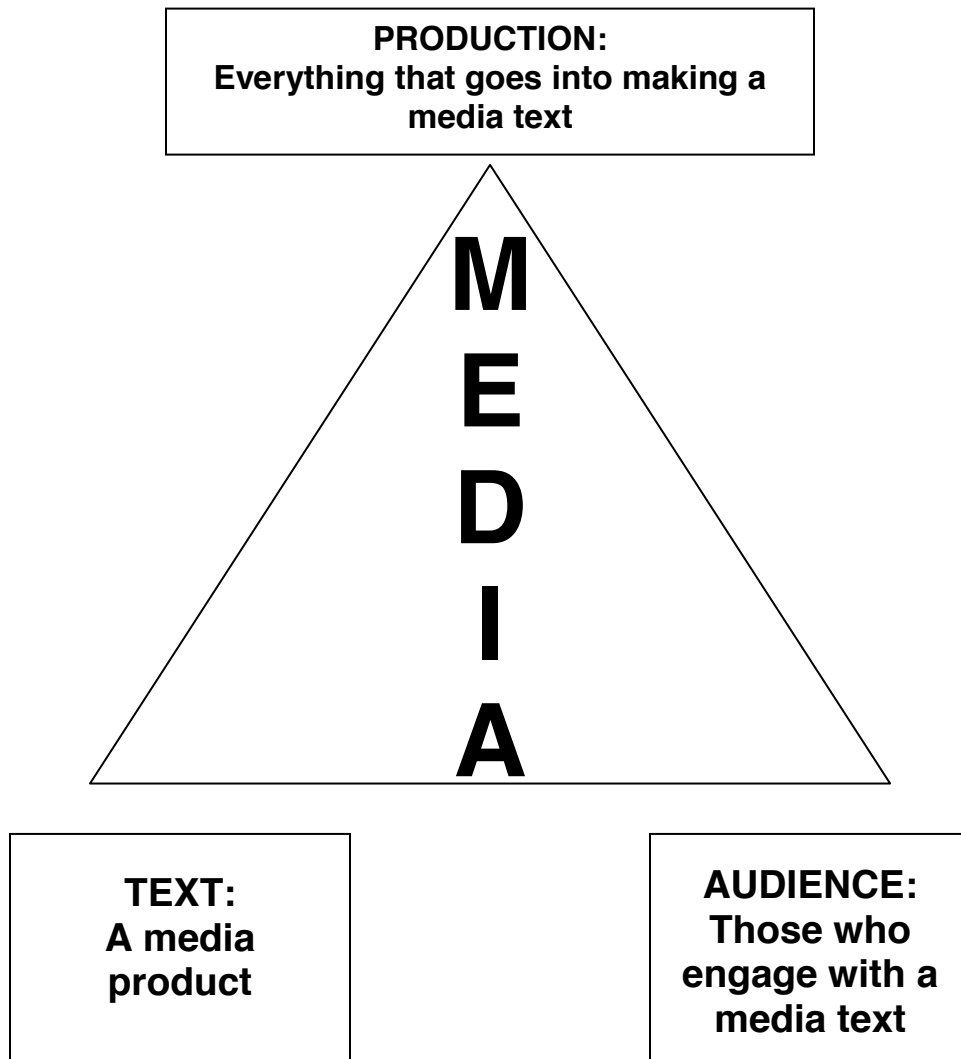 PRODUCTION:
Everything that goes into making a
media text
M
E
D
I
A
TEXT:
A media
product
AUDIENCE:
Those who
engage with a
media text